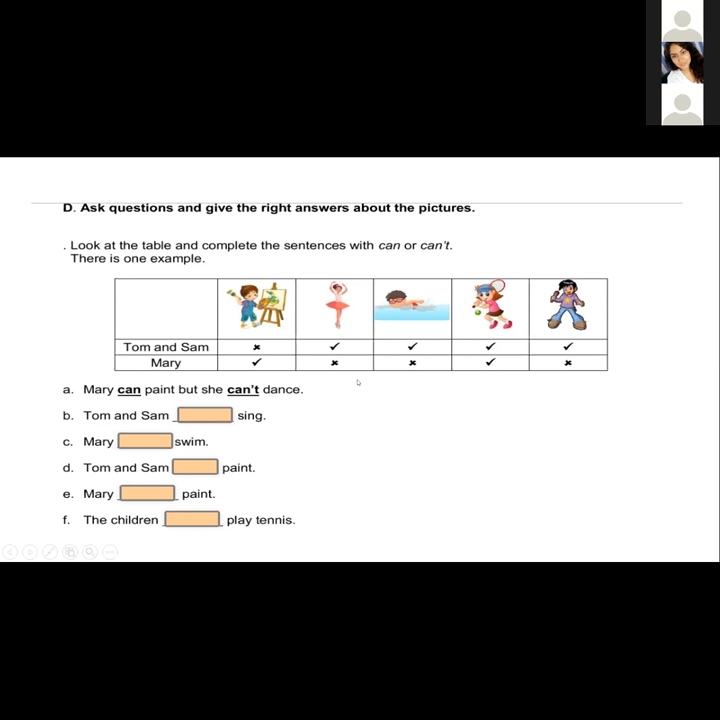 D. Ask questions and give the right answers about the pictures.
. Look at the table and complete the sentences with can or can't.
There is one example.
Tom and Sam × ✓ ✓ ✓ ✓
Mary ✓ × × ✓ ×
a. Mary can paint but she can't dance.
b. Tom and Sam sing.
c. Mary swim.
d. Tom and Sam paint.
e. Mary paint.
f. The children play tennis.